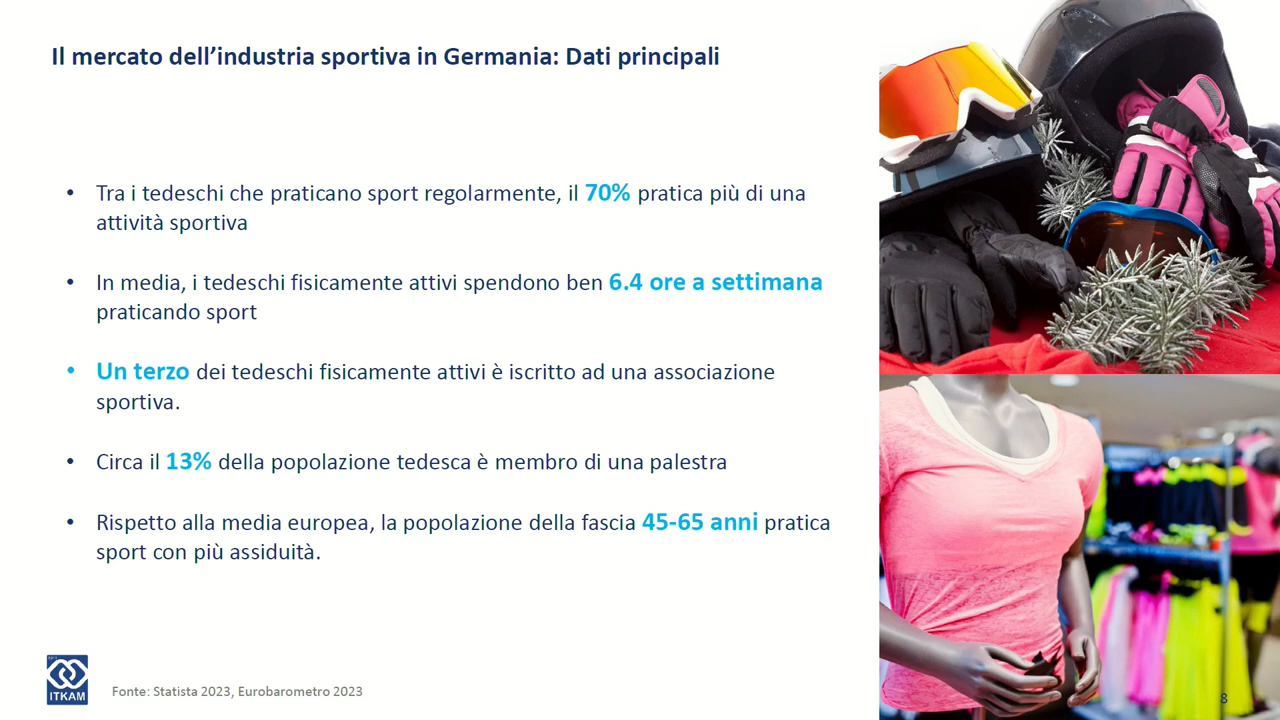 Il mercato dell’industria sportiva in Germania: Dati principali
• Tra i tedeschi che praticano sport regolarmente, il 70% pratica più di una
attività sportiva
• In media, i tedeschi fisicamente attivi spendono ben 6.4 ore a settimana
praticando sport
• Un terzo dei tedeschi fisicamente attivi è iscritto ad una associazione
sportiva.
• Circa il 13% della popolazione tedesca è membro di una palestra
• Rispetto alla media europea, la popolazione della fascia 45-65 anni pratica
sport con più assiduità.
ITKAM
Fonte: Statista 2023, Eurobarometro 2023
8